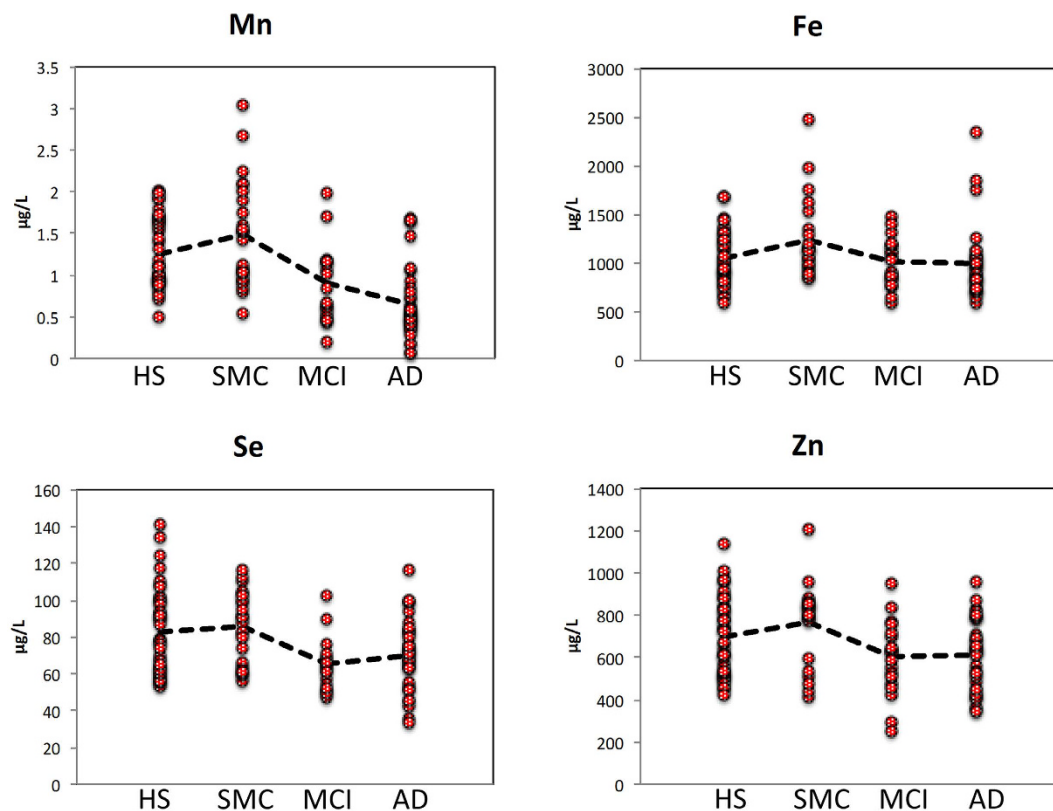 Mn
3.5
3
2.5
2
1.5
1
0.5
0
µg/L
HS SMC MCI AD
Fe
3000
2500
2000
1500
1000
500
0
µg/L
HS SMC MCI AD
Se
160
140
120
100
80
60
40
20
0
µg/L
HS SMC MCI AD
Zn
1400
1200
1000
800
600
400
200
0
µg/L
HS SMC MCI AD